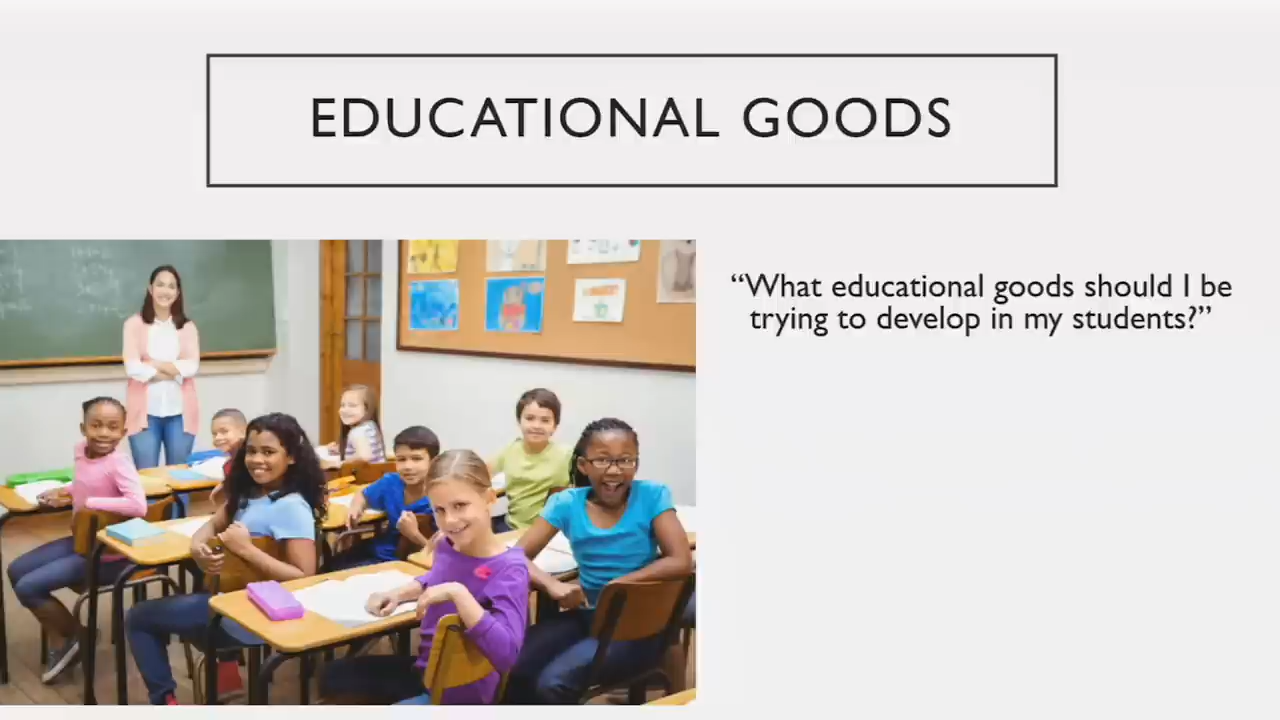 EDUCATIONAL GOODS
“What educational goods should I be
trying to develop in my students?”